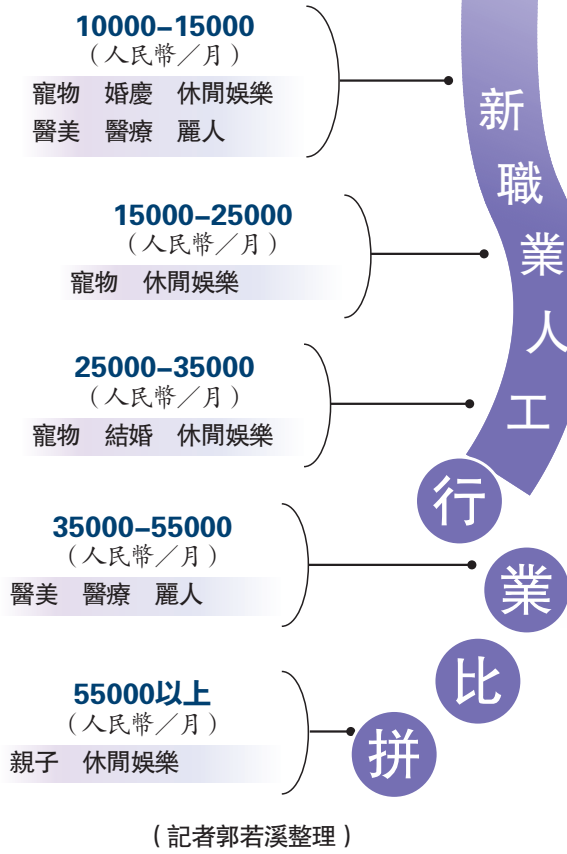 10000–15000
（人民幣／月）
寵物　婚慶　休閒娛樂
醫美　醫療　麗人
15000–25000
（人民幣／月）
寵物　休閒娛樂
25000–35000
（人民幣／月）
寵物　結婚　休閒娛樂
35000–55000
（人民幣／月）
醫美　醫療　麗人
55000以上
（人民幣／月）
親子　休閒娛樂
新職業人工
行業比拼
（記者郭若溪整理）